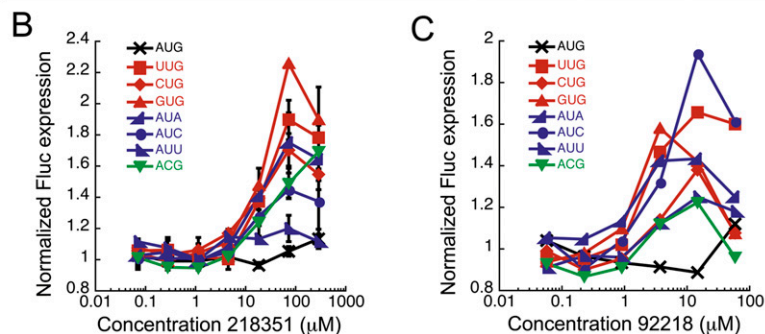 B
Normalized Fluc expression
2.4
2.2
2
1.8
1.6
1.4
1.2
1
0.8
AUG
UUG
CUG
GUG
AUA
AUC
AUU
ACG
0.01 0.1 1 10 100 1000
Concentration 218351 (μM)
C
Normalized Fluc expression
2
1.8
1.6
1.4
1.2
1
0.8
AUG
UUG
CUG
GUG
AUA
AUC
AUU
ACG
0.01 0.1 1 10 100
Concentration 92218 (μM)